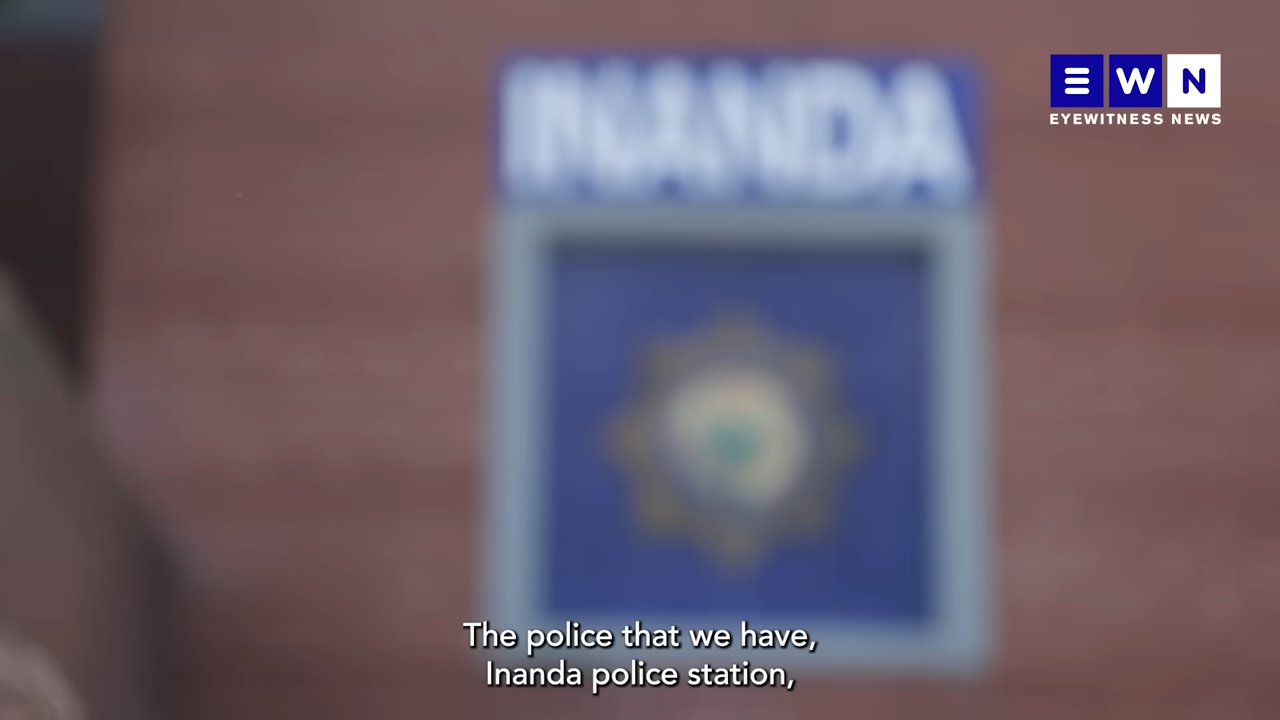 INANDA
EWN
EYEWITNESS NEWS
The police that we have,
Inanda police station,